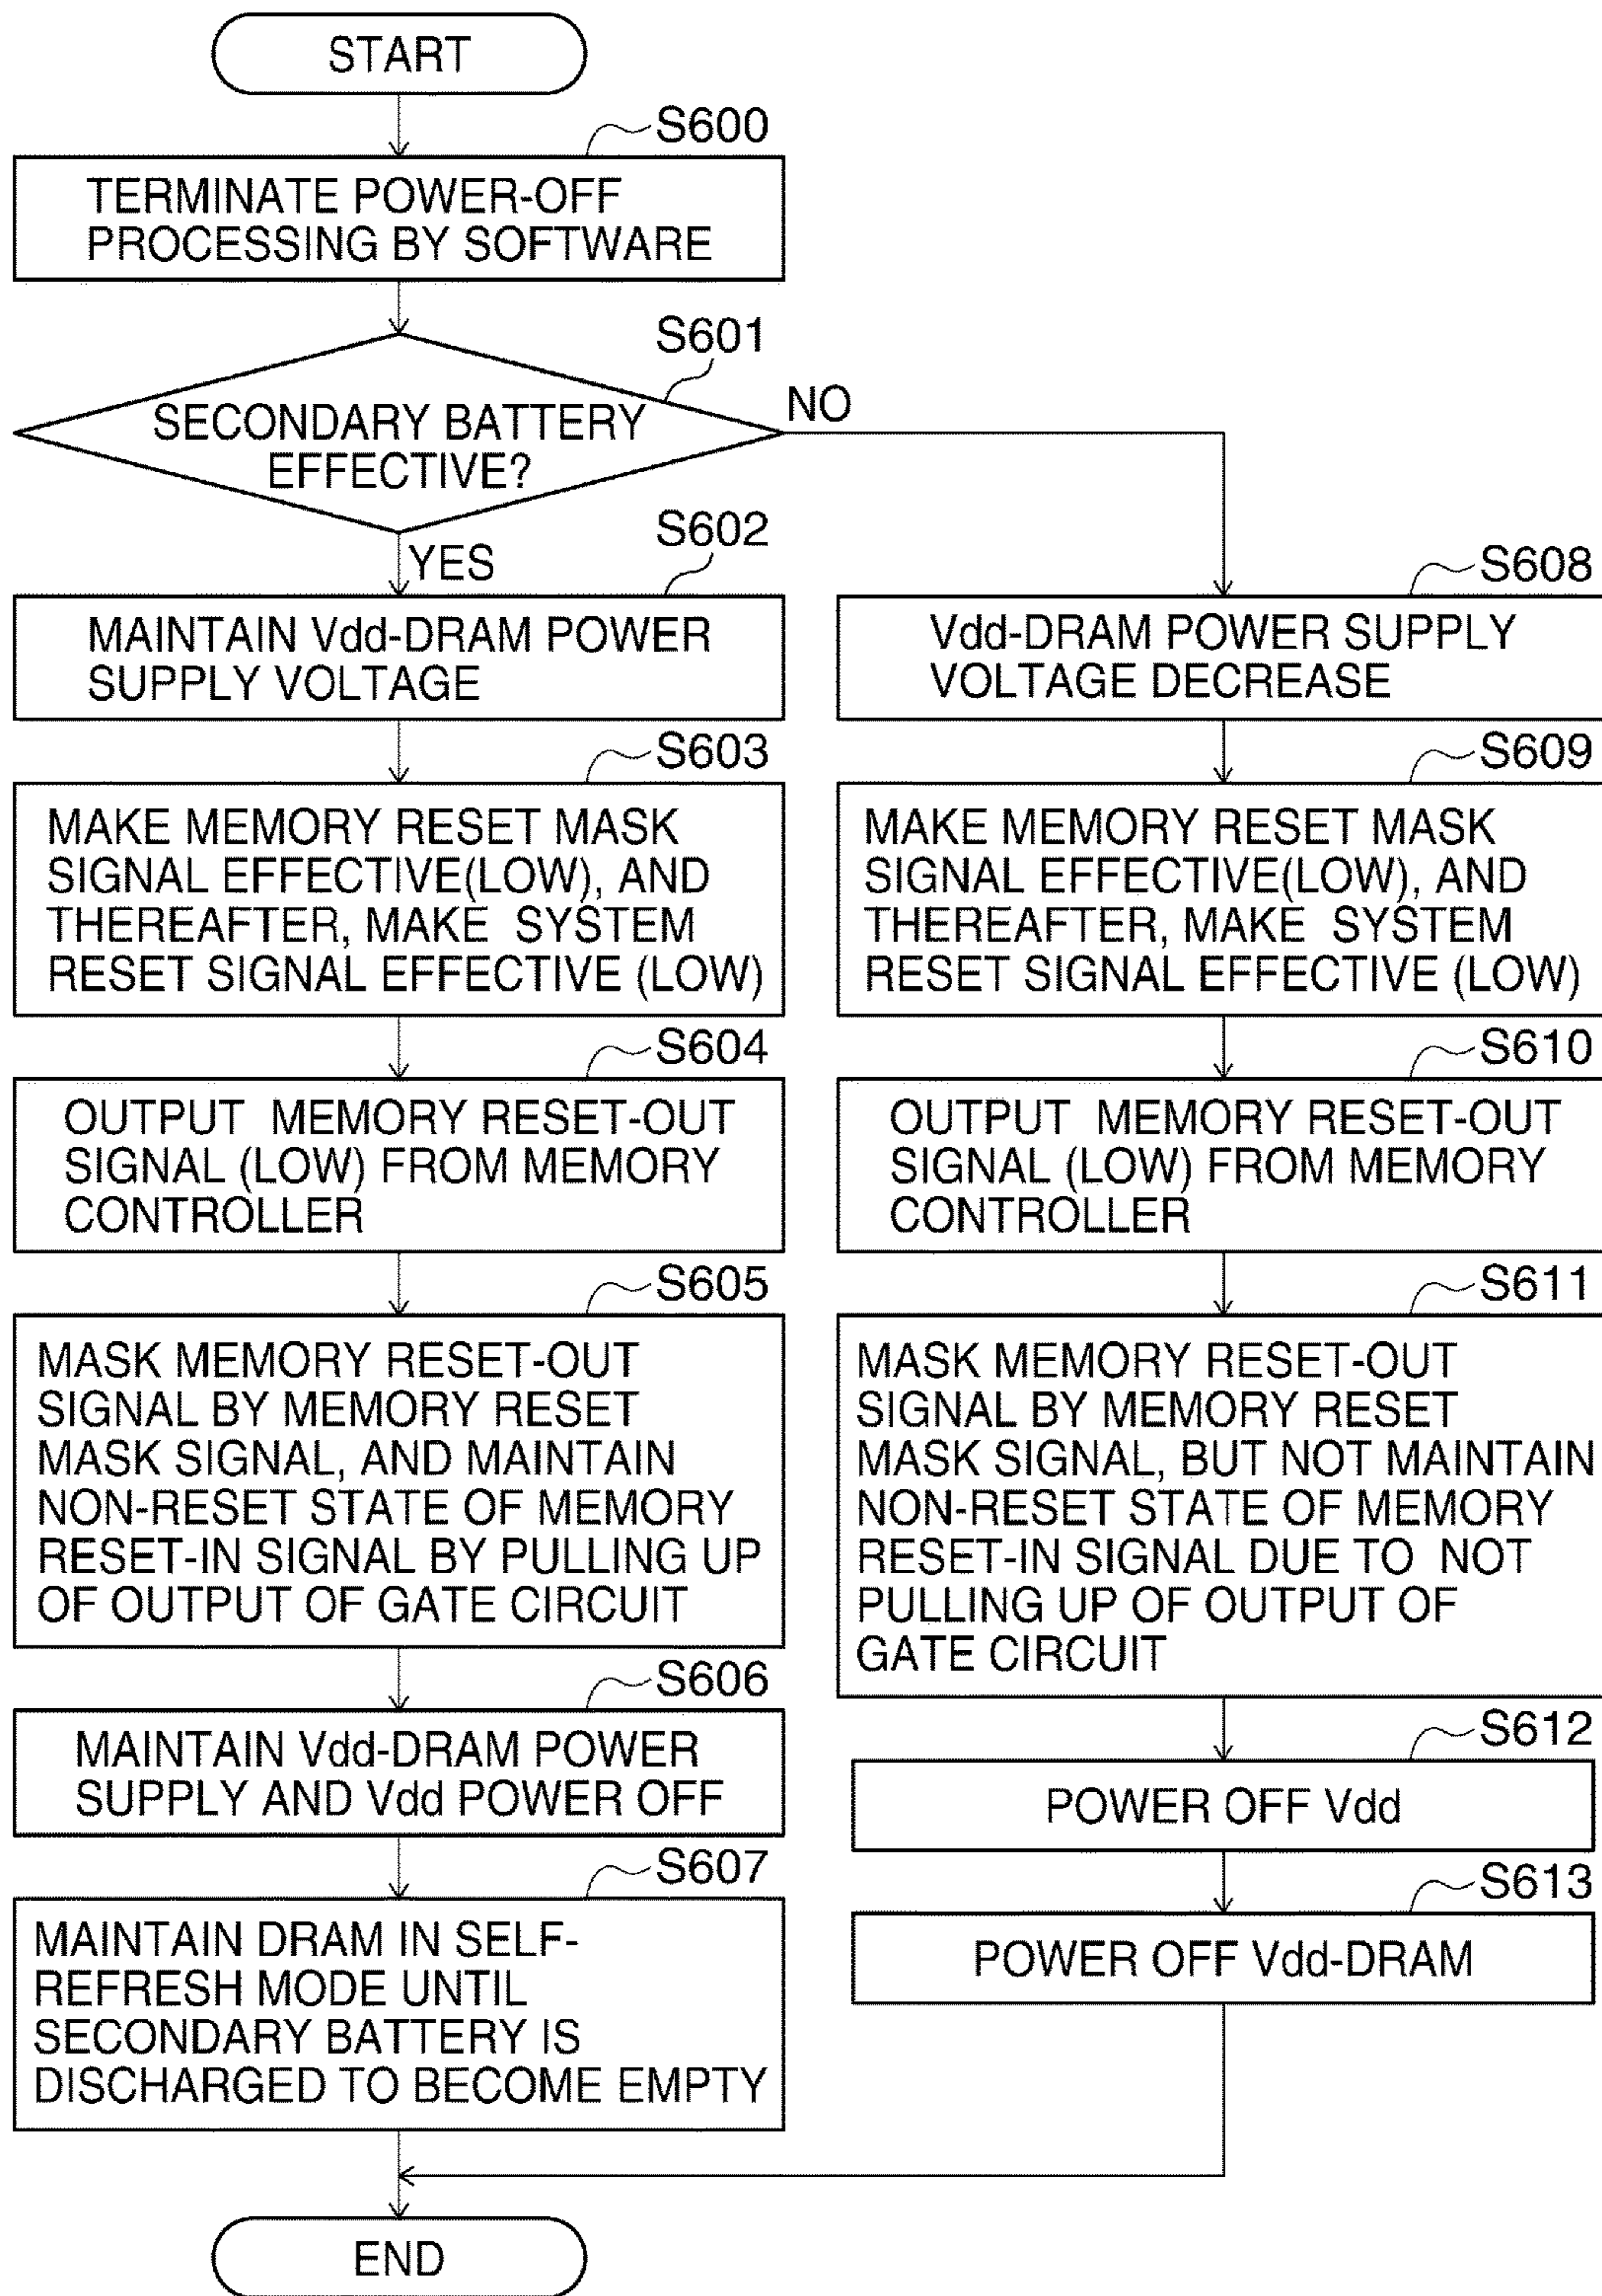 START
S600
TERMINATE POWER-OFF
PROCESSING BY SOFTWARE
S601
SECONDARY BATTERY
EFFECTIVE?
NO
YES
S602
MAINTAIN Vdd-DRAM POWER
SUPPLY VOLTAGE
S603
MAKE MEMORY RESET MASK
SIGNAL EFFECTIVE(LOW), AND
THEREAFTER, MAKE SYSTEM
RESET SIGNAL EFFECTIVE (LOW)
S604
OUTPUT MEMORY RESET-OUT
SIGNAL (LOW) FROM MEMORY
CONTROLLER
S605
MASK MEMORY RESET-OUT
SIGNAL BY MEMORY RESET
MASK SIGNAL, AND MAINTAIN
NON-RESET STATE OF MEMORY
RESET-IN SIGNAL BY PULLING UP
OF OUTPUT OF GATE CIRCUIT
S606
MAINTAIN Vdd-DRAM POWER
SUPPLY AND Vdd POWER OFF
S607
MAINTAIN DRAM IN SELF-
REFRESH MODE UNTIL
SECONDARY BATTERY IS
DISCHARGED TO BECOME EMPTY
S608
Vdd-DRAM POWER SUPPLY
VOLTAGE DECREASE
S609
MAKE MEMORY RESET MASK
SIGNAL EFFECTIVE(LOW), AND
THEREAFTER, MAKE SYSTEM
RESET SIGNAL EFFECTIVE (LOW)
S610
OUTPUT MEMORY RESET-OUT
SIGNAL (LOW) FROM MEMORY
CONTROLLER
S611
MASK MEMORY RESET-OUT
SIGNAL BY MEMORY RESET
MASK SIGNAL, BUT NOT MAINTAIN
NON-RESET STATE OF MEMORY
RESET-IN SIGNAL DUE TO NOT
PULLING UP OF OUTPUT OF
GATE CIRCUIT
S612
POWER OFF Vdd
S613
POWER OFF Vdd-DRAM
END